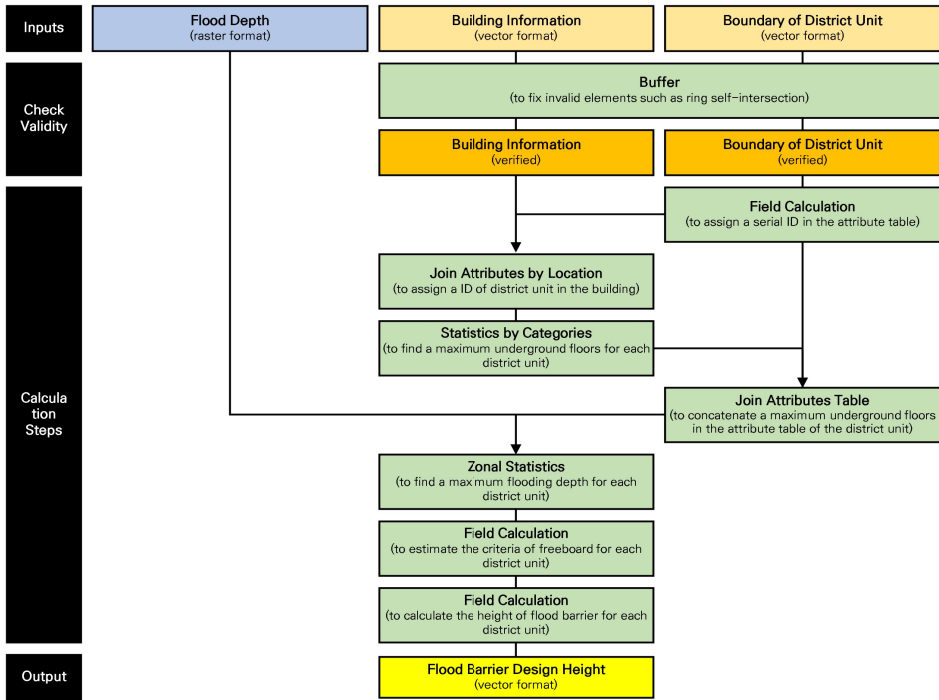 Inputs
Flood Depth
(raster format)
Building Information
(vector format)
Boundary of District Unit
(vector format)
Check
Validity
Buffer
(to fix invalid elements such as ring self-intersection)
Building Information
(verified)
Boundary of District Unit
(verified)
Calcula
tion
Steps
Field Calculation
(to assign a serial ID in the attribute table)
Join Attributes by Location
(to assign a ID of district unit in the building)
Statistics by Categories
(to find a maximum underground floors for each
district unit)
Join Attributes Table
(to concatenate a maximum underground floors
in the attribute table of the district unit)
Zonal Statistics
(to find a maximum flooding depth for each
district unit)
Field Calculation
(to estimate the criteria of freeboard for each
district unit)
Field Calculation
(to calculate the height of flood barrier for each
district unit)
Output
Flood Barrier Design Height
(vector format)